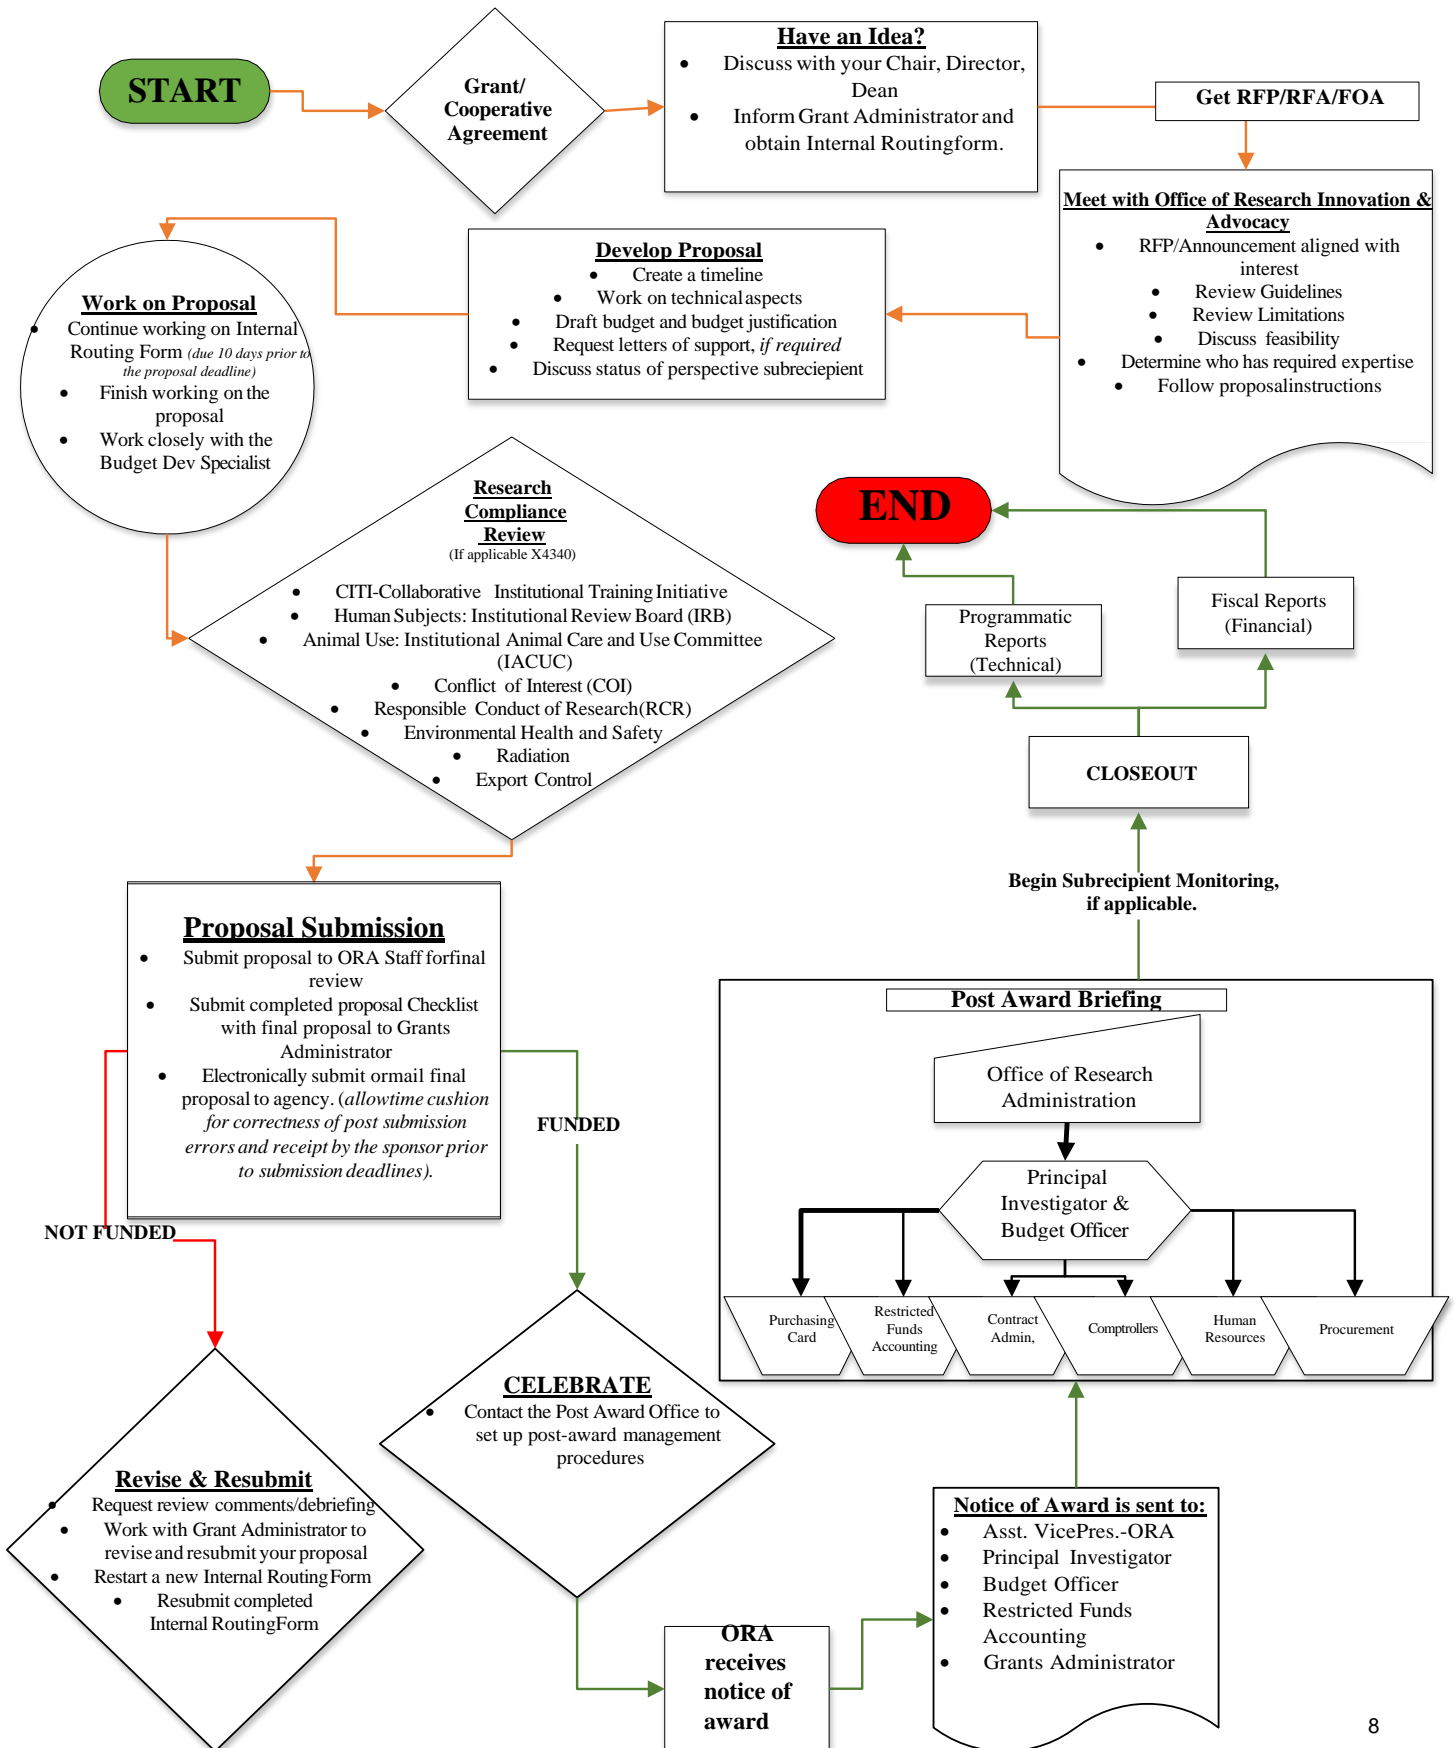 START
Grant/
Cooperative
Agreement
Have an Idea?
• Discuss with your Chair, Director,
Dean
• Inform Grant Administrator and
obtain Internal Routingform.
Get RFP/RFA/FOA
Meet with Office of Research Innovation &
Advocacy
• RFP/Announcement aligned with
interest
• Review Guidelines
• Review Limitations
• Discuss feasibility
• Determine who has required expertise
• Follow proposalinstructions
Develop Proposal
• Create a timeline
• Work on technical aspects
• Draft budget and budget justification
• Request letters of support, if required
• Discuss status of perspective subreciepient
Work on Proposal
• Continue working on Internal
Routing Form (due 10 days prior to
the proposal deadline)
• Finish working on the
proposal
• Work closely with the
Budget Dev Specialist
Research
Compliance
Review
(If applicable X4340)
• CITI-Collaborative Institutional Training Initiative
• Human Subjects: Institutional Review Board (IRB)
• Animal Use: Institutional Animal Care and Use Committee
(IACUC)
• Conflict of Interest (COI)
• Responsible Conduct of Research(RCR)
• Environmental Health and Safety
• Radiation
• Export Control
Proposal Submission
• Submit proposal to ORA Staff forfinal
review
• Submit completed proposal Checklist
with final proposal to Grants
Administrator
• Electronically submit ormail final
proposal to agency. (allowtime cushion
for correctness of post submission
errors and receipt by the sponsor prior
to submission deadlines).
NOT FUNDED
FUNDED
Revise & Resubmit
• Request review comments/debriefing
• Work with Grant Administrator to
revise and resubmit your proposal
• Restart a new Internal RoutingForm
• Resubmit completed
Internal RoutingForm
CELEBRATE
• Contact the Post Award Office to
set up post-award management
procedures
ORA
receives
notice of
award
Notice of Award is sent to:
• Asst. VicePres.-ORA
• Principal Investigator
• Budget Officer
• Restricted Funds
Accounting
• Grants Administrator
Post Award Briefing
Office of Research
Administration
Principal
Investigator &
Budget Officer
Purchasing
Card
Restricted
Funds
Accounting
Contract
Admin,
Comptrollers
Human
Resources
Procurement
Begin Subrecipient Monitoring,
if applicable.
CLOSEOUT
Programmatic
Reports
(Technical)
Fiscal Reports
(Financial)
END
8